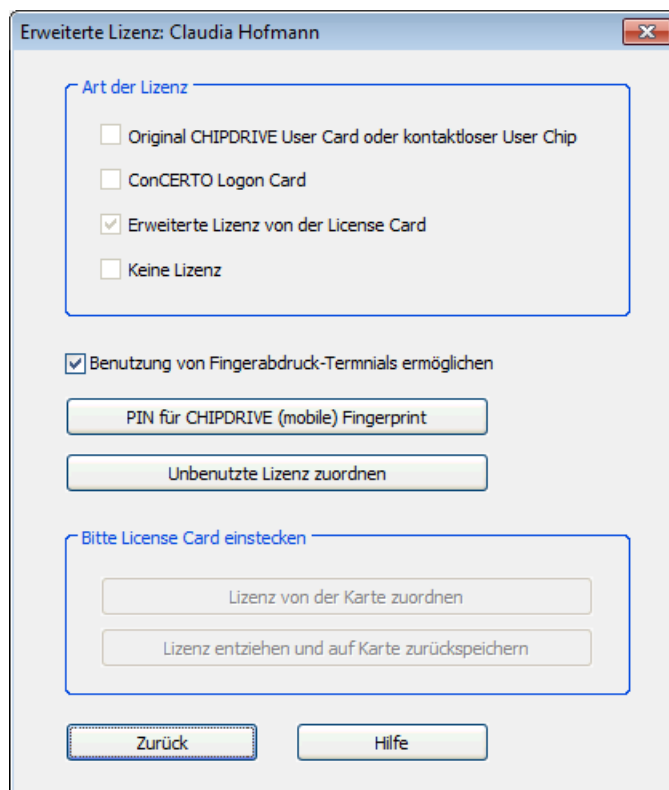 Erweiterte Lizenz: Claudia Hofmann
Art der Lizenz
Original CHIPDRIVE User Card oder kontaktloser User Chip
ConCERTO Logon Card
Erweiterte Lizenz von der License Card
Keine Lizenz
Benutzung von Fingerabdruck-Termnials ermöglichen
PIN für CHIPDRIVE (mobile) Fingerprint
Unbenutzte Lizenz zuordnen
Bitte License Card einstecken
Lizenz von der Karte zuordnen
Lizenz entziehen und auf Karte zurückspeichern
Zurück
Hilfe